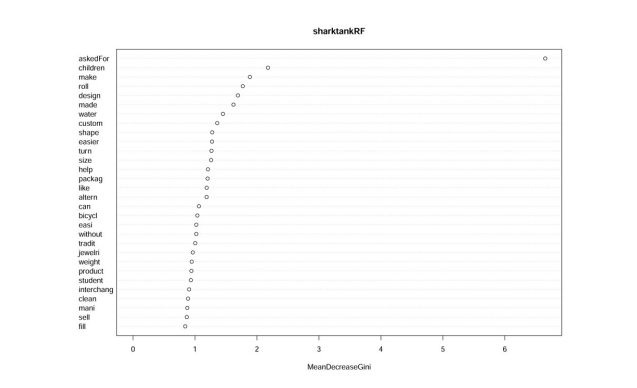 sharktankRF
askedFor
children
make
roll
design
made
water
custom
shape
easier
turn
size
help
packag
like
altern
can
bicycl
easi
without
tradit
jewelri
weight
product
student
interchang
clean
mani
sell
fill
0 1 2 3 4 5 6
MeanDecreaseGini